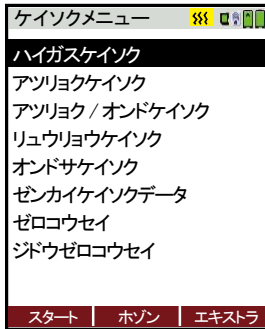 ケイソクメニュー
ハイガスケイソク
アツリョクケイソク
アツリョク / オンドケイソク
リュウリョウケイソク
オンドサケイソク
ゼンカイケイソクデータ
ゼロコウセイ
ジドウゼロコウセイ
スタート ホゾン エキストラ